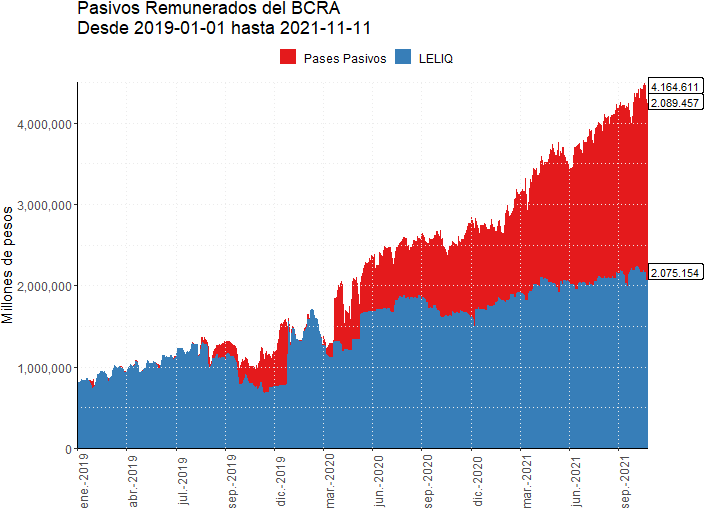 Pasivos Remunerados del BCRA
Desde 2019-01-01 hasta 2021-11-11
Pases Pasivos LELIQ
Millones de pesos
4,000,000
3,000,000
2,000,000
1,000,000
0
4.164.611
2.089.457
2.075.154
ene.-2019
abr.-2019
jul.-2019
sep.-2019
dic.-2019
mar.-2020
jun.-2020
sep.-2020
dic.-2020
mar.-2021
jun.-2021
sep.-2021